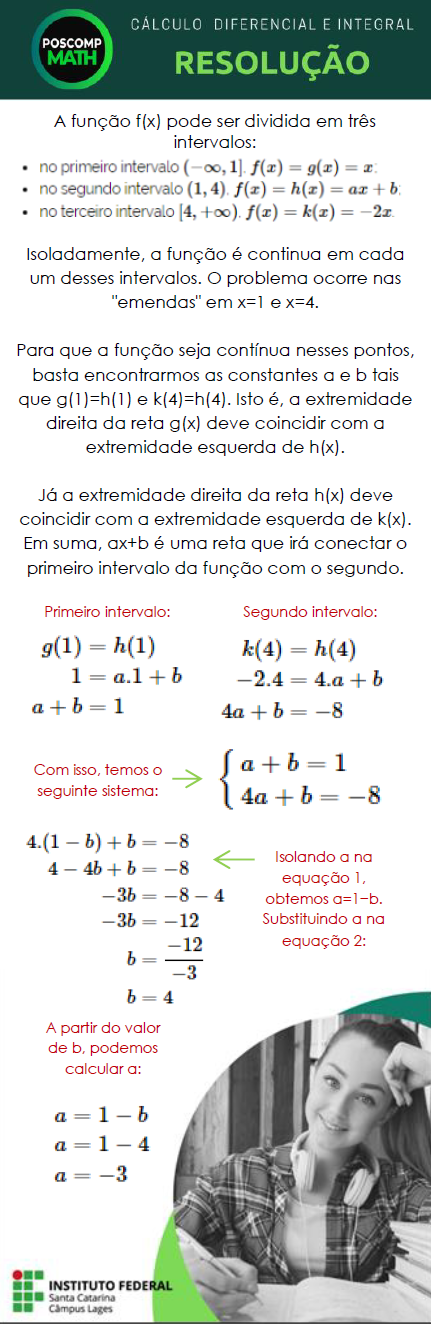 POSCOMP
MATH
CÁLCULO DIFERENCIAL E INTEGRAL
RESOLUÇÃO
A função f(x) pode ser dividida em três
intervalos:
• no primeiro intervalo (−∞, 1], f(x) = g(x) = x;
• no segundo intervalo (1, 4), f(x) = h(x) = ax + b;
• no terceiro intervalo [4, +∞), f(x) = k(x) = −2x.
Isoladamente, a função é continua em cada
um desses intervalos. O problema ocorre nas
"emendas" em x=1 e x=4.
Para que a função seja contínua nesses pontos,
basta encontrarmos as constantes a e b tais
que g(1)=h(1) e k(4)=h(4). Isto é, a extremidade
direita da reta g(x) deve coincidir com a
extremidade esquerda de h(x).
Já a extremidade direita da reta h(x) deve
coincidir com a extremidade esquerda de k(x).
Em suma, ax+b é uma reta que irá conectar o
primeiro intervalo da função com o segundo.
Primeiro intervalo:
g(1) = h(1)
1 = a.1 + b
a + b = 1
Segundo intervalo:
k(4) = h(4)
−2.4 = 4.a + b
4a + b = −8
Com isso, temos o
seguinte sistema:
a + b = 1
4a + b = −8
4.(1 − b) + b = −8
4 − 4b + b = −8
−3b = −8 − 4
−3b = −12
b = −12/−3
b = 4
Isolando a na
equação 1,
obtemos a=1−b.
Substituindo a na
equação 2:
A partir do valor
de b, podemos
calcular a:
a = 1 − b
a = 1 − 4
a = −3
INSTITUTO FEDERAL
Santa Catarina
Câmpus Lages